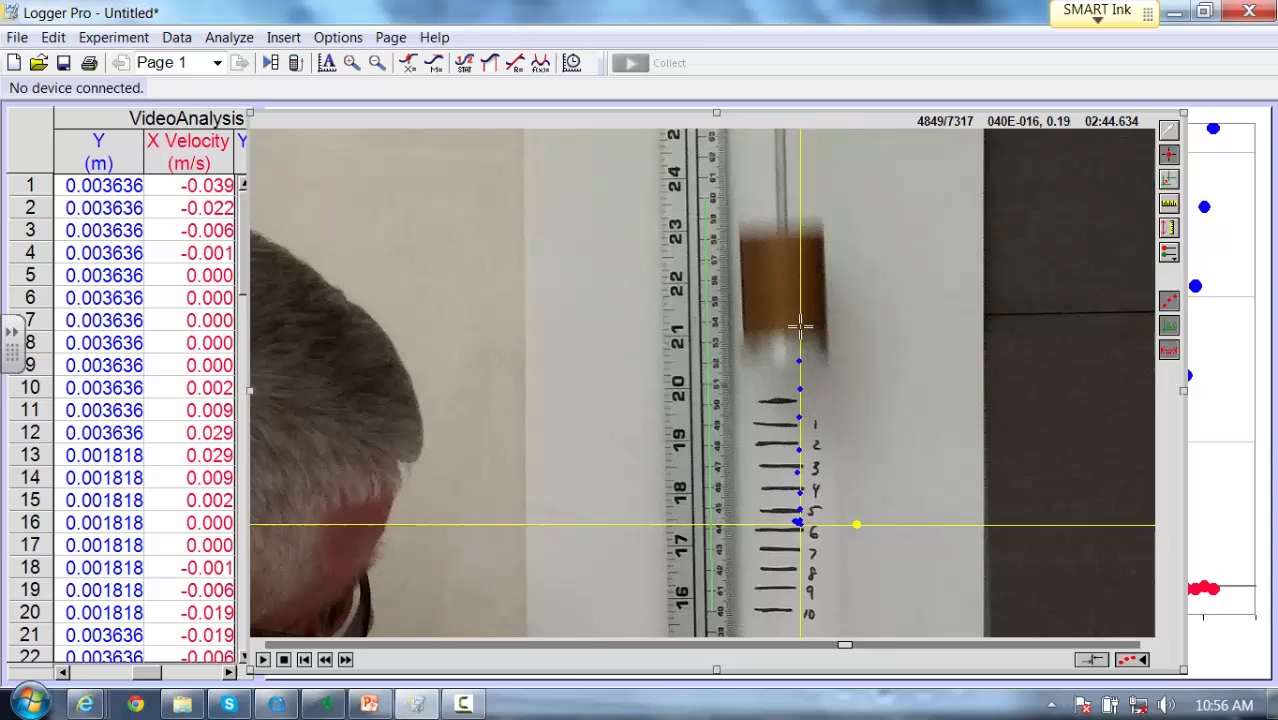 Logger Pro - Untitled*
SMART Ink
File Edit Experiment Data Analyze Insert Options Page Help
Page 1
Collect
No device connected.
VideoAnalysis
Y X Velocity Y
(m) (m/s)
1 0.003636 -0.039
2 0.003636 -0.022
3 0.003636 -0.006
4 0.003636 -0.001
5 0.003636 0.000
6 0.003636 0.000
7 0.003636 0.000
8 0.003636 0.000
9 0.003636 0.000
10 0.003636 0.002
11 0.003636 0.009
12 0.003636 0.029
13 0.001818 0.029
14 0.001818 0.009
15 0.001818 0.002
16 0.001818 0.000
17 0.001818 0.000
18 0.001818 -0.001
19 0.001818 -0.006
20 0.001818 -0.019
21 0.003636 -0.019
22 0.003636 -0.006
4849/7317 040E-016, 0.19 02:44.634
24
23
22
21
20
19
18
17
16
1
2
3
4
5
6
7
8
9
10
10:56 AM